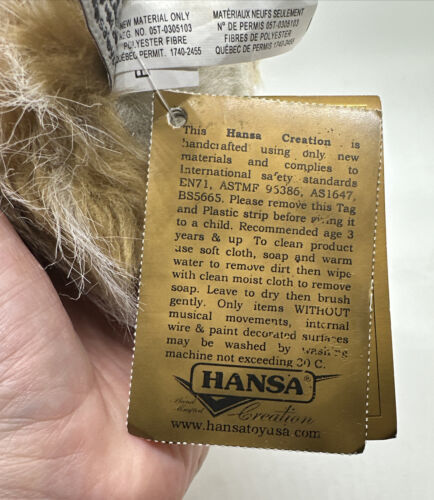 NEW MATERIAL ONLY
REG. NO. 05T-0305103
POLYESTER FIBRE
QUÉBEC PERMIT. 1740-2455
MATÉRIAUX NEUFS SEULEMENT
N° DE PERMIS 05T-0305103
FIBRES DE POLYESTER
QUÉBEC DE PERMIS 1740-2455
This Hansa Creation is
handcrafted using only new
materials and complies to
International safety standards
EN71, ASTMF 95386, AS1647,
BS5665. Please remove this Tag
and Plastic strip before giving it
to a child. Recommended age 3
years & up To clean product
use soft cloth, soap and warm
water to remove dirt then wipe
with clean moist cloth to remove
soap. Leave to dry then brush
gently. Only items WITHOUT
musical movements, internal
wire & paint decorated surfaces
may be washed by washing
machine not exceeding 30 C.
HANSA®
Hand Crafted
Creation
www.hansatoyusa.com